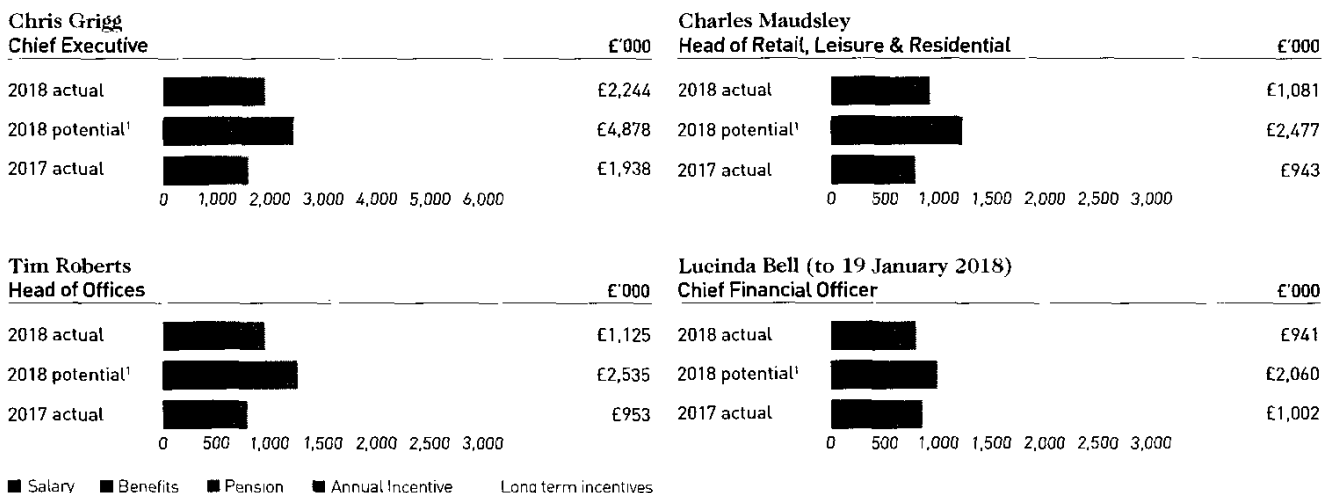 Chris Grigg
Chief Executive £'000
2018 actual £2,244
2018 potential¹ £4,878
2017 actual £1,938
0 1,000 2,000 3,000 4,000 5,000 6,000
Charles Maudsley
Head of Retail, Leisure & Residential £'000
2018 actual £1,081
2018 potential¹ £2,477
2017 actual £943
0 500 1,000 1,500 2,000 2,500 3,000
Tim Roberts
Head of Offices £'000
2018 actual £1,125
2018 potential¹ £2,535
2017 actual £953
0 500 1,000 1,500 2,000 2,500 3,000
Lucinda Bell (to 19 January 2018)
Chief Financial Officer £'000
2018 actual £941
2018 potential¹ £2,060
2017 actual £1,002
0 500 1,000 1,500 2,000 2,500 3,000
Salary Benefits Pension Annual Incentive Long term incentives